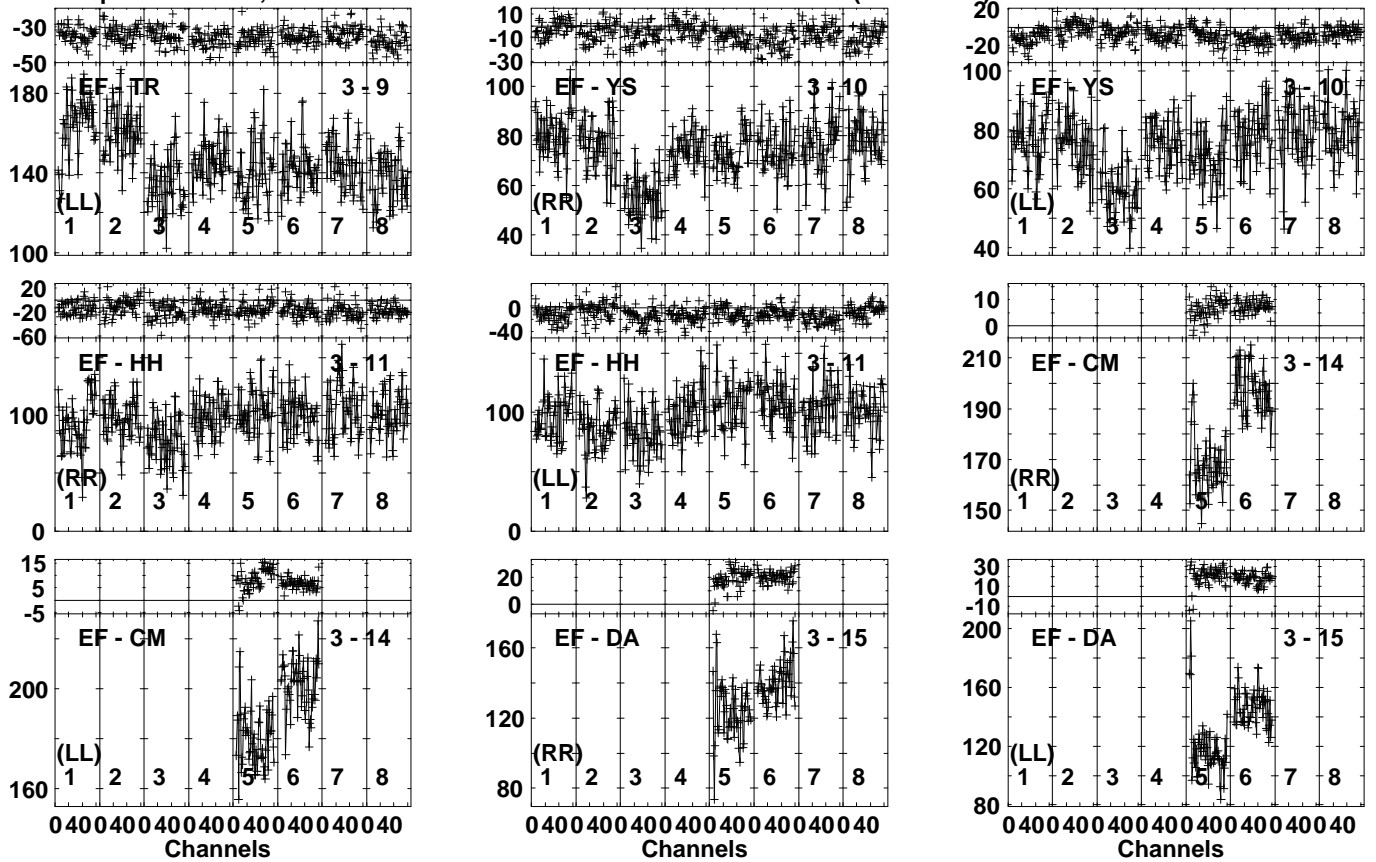 -30
-50
EF - TR 3 - 9
180
140
100
(LL)
1 2 3 4 5 6 7 8
10
-10
-30
EF - YS 3 - 10
100
80
60
40
(RR)
1 2 3 4 5 6 7 8
20
-20
EF - YS 3 - 10
100
80
60
40
(LL)
1 2 3 4 5 6 7 8
20
-20
-60
EF - HH 3 - 11
100
0
(RR)
1 2 3 4 5 6 7 8
0
-40
EF - HH 3 - 11
100
0
(LL)
1 2 3 4 5 6 7 8
10
0
EF - CM 3 - 14
210
190
170
150
(RR)
1 2 3 4 5 6 7 8
15
5
-5
EF - CM 3 - 14
200
160
(LL)
1 2 3 4 5 6 7 8
0 40 0 40 0 40 0 40 0 40 0 40 0 40 0 40
Channels
20
0
EF - DA 3 - 15
160
120
80
(RR)
1 2 3 4 5 6 7 8
0 40 0 40 0 40 0 40 0 40 0 40 0 40 0 40
Channels
30
10
-10
EF - DA 3 - 15
200
160
120
80
(LL)
1 2 3 4 5 6 7 8
0 40 0 40 0 40 0 40 0 40 0 40 0 40 0 40
Channels